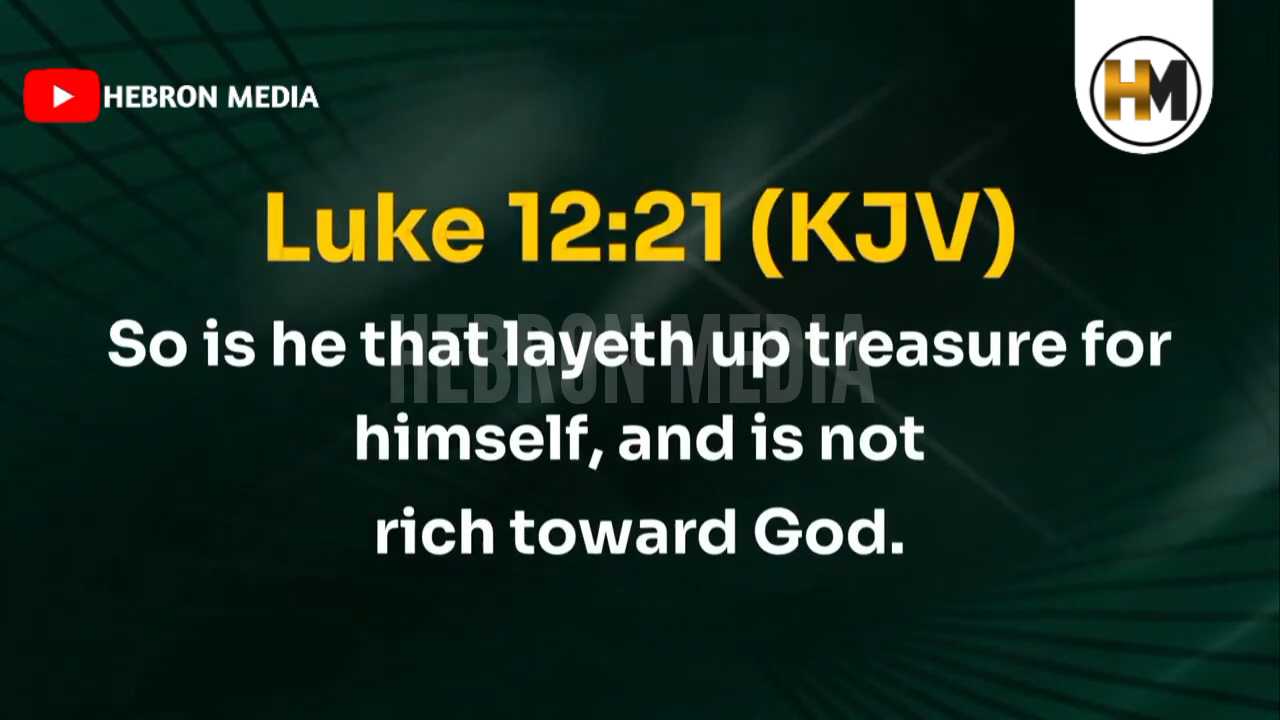 HEBRON MEDIA
HM
Luke 12:21 (KJV)
So is he that layeth up treasure for
HEBRON MEDIA
himself, and is not
rich toward God.